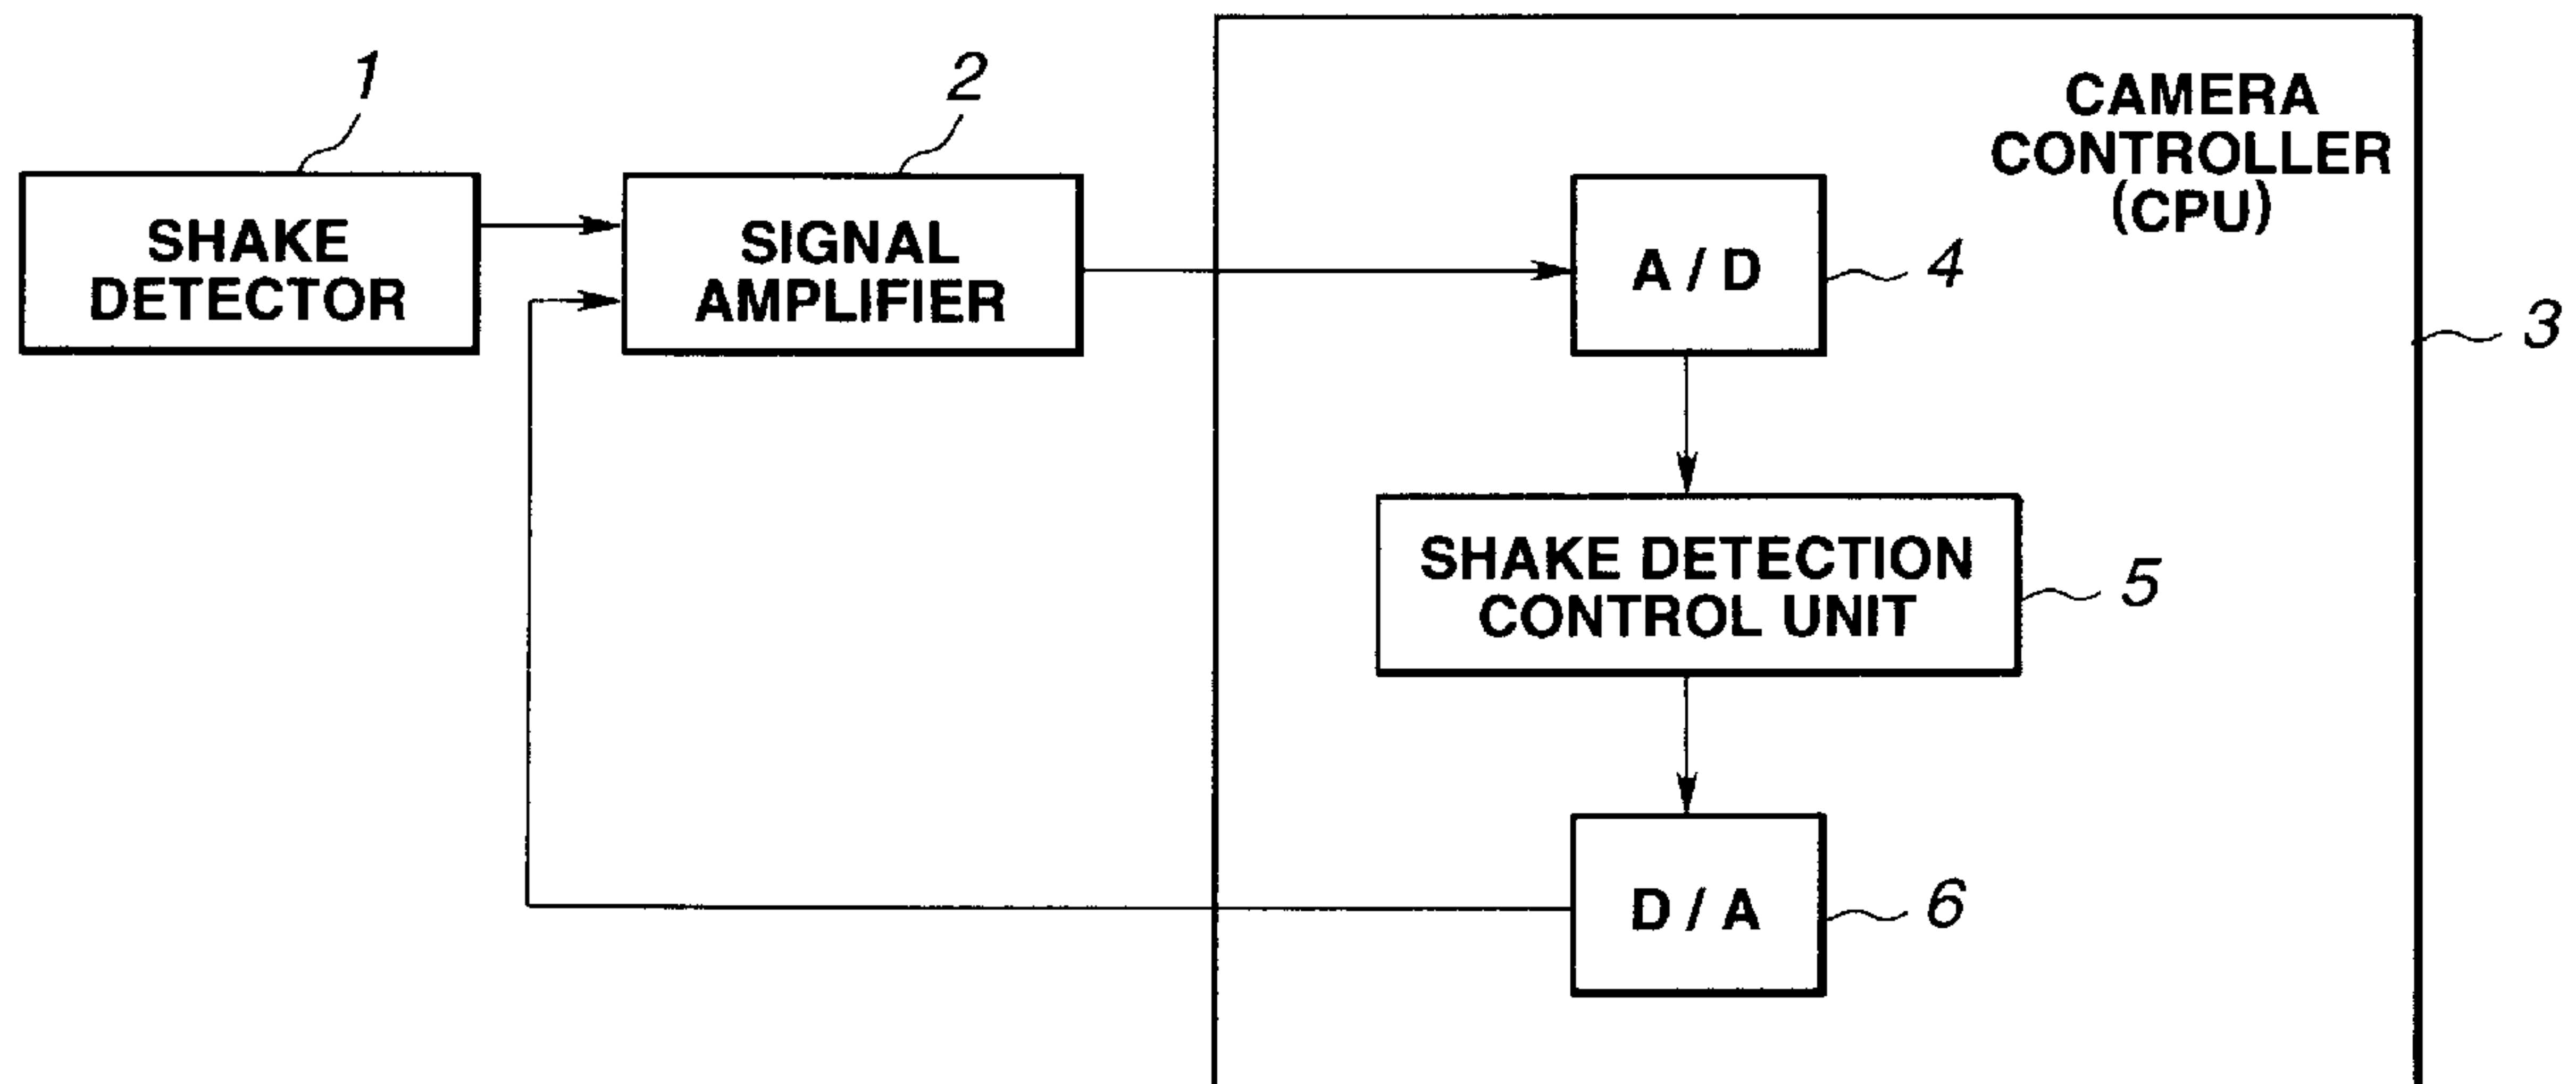 1
2
CAMERA
CONTROLLER
(CPU)
SHAKE
DETECTOR
SIGNAL
AMPLIFIER
A / D
4
3
SHAKE DETECTION
CONTROL UNIT
5
D / A
6